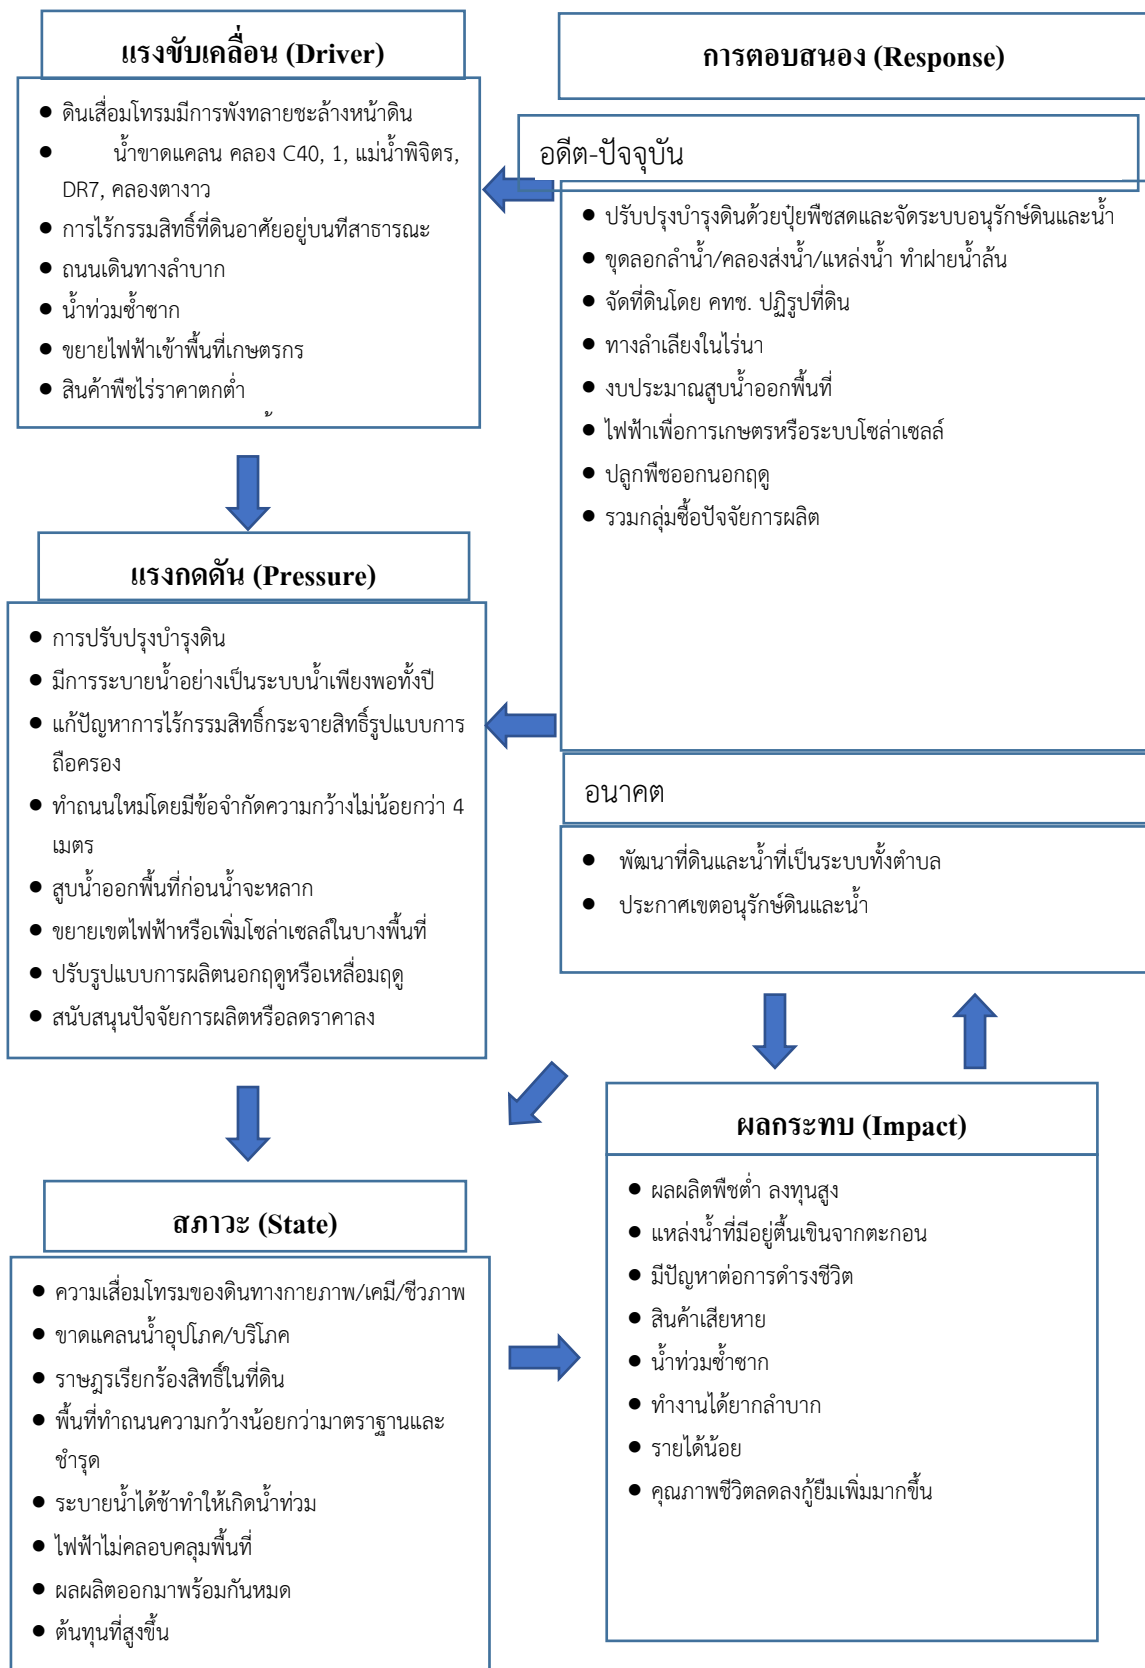 แรงขับเคลื่อน (Driver)
ดินเสื่อมโทรมมีการพังทลายชะล้างหน้าดิน
น้ำขาดแคลน คลอง C40, 1, แม่น้ำพิจิตร,
DR7, คลองตางาว
การไร้กรรมสิทธิ์ที่ดินอาศัยอยู่บนทีสาธารณะ
ถนนเดินทางลำบาก
น้ำท่วมซ้ำซาก
ขยายไฟฟ้าเข้าพื้นที่เกษตรกร
สินค้าพืชไร่ราคาตกต่ำ
การตอบสนอง (Response)
อดีต-ปัจจุบัน
ปรับปรุงบำรุงดินด้วยปุ๋ยพืชสดและจัดระบบอนุรักษ์ดินและน้ำ
ขุดลอกลำน้ำ/คลองส่งน้ำ/แหล่งน้ำ ทำฝายน้ำล้น
จัดที่ดินโดย คทช. ปฏิรูปที่ดิน
ทางลำเลียงในไร่นา
งบประมาณสูบน้ำออกพื้นที่
ไฟฟ้าเพื่อการเกษตรหรือระบบโซล่าเซลล์
ปลูกพืชออกนอกฤดู
รวมกลุ่มซื้อปัจจัยการผลิต
แรงกดดัน (Pressure)
การปรับปรุงบำรุงดิน
มีการระบายน้ำอย่างเป็นระบบน้ำเพียงพอทั้งปี
แก้ปัญหาการไร้กรรมสิทธิ์กระจายสิทธิ์รูปแบบการ
ถือครอง
ทำถนนใหม่โดยมีข้อจำกัดความกว้างไม่น้อยกว่า 4
เมตร
สูบน้ำออกพื้นที่ก่อนน้ำจะหลาก
ขยายเขตไฟฟ้าหรือเพิ่มโซล่าเซลล์ในบางพื้นที่
ปรับรูปแบบการผลิตนอกฤดูหรือเหลื่อมฤดู
สนับสนุนปัจจัยการผลิตหรือลดราคาลง
อนาคต
พัฒนาที่ดินและน้ำที่เป็นระบบทั้งตำบล
ประกาศเขตอนุรักษ์ดินและน้ำ
สภาวะ (State)
ความเสื่อมโทรมของดินทางกายภาพ/เคมี/ชีวภาพ
ขาดแคลนน้ำอุปโภค/บริโภค
ราษฎรเรียกร้องสิทธิ์ในที่ดิน
พื้นที่ทำถนนความกว้างน้อยกว่ามาตราฐานและ
ชำรุด
ระบายน้ำได้ช้าทำให้เกิดน้ำท่วม
ไฟฟ้าไม่คลอบคลุมพื้นที่
ผลผลิตออกมาพร้อมกันหมด
ต้นทุนที่สูงขึ้น
ผลกระทบ (Impact)
ผลผลิตพืชต่ำ ลงทุนสูง
แหล่งน้ำที่มีอยู่ตื้นเขินจากตะกอน
มีปัญหาต่อการดำรงชีวิต
สินค้าเสียหาย
น้ำท่วมซ้ำซาก
ทำงานได้ยากลำบาก
รายได้น้อย
คุณภาพชีวิตลดลงกู้ยืมเพิ่มมากขึ้น